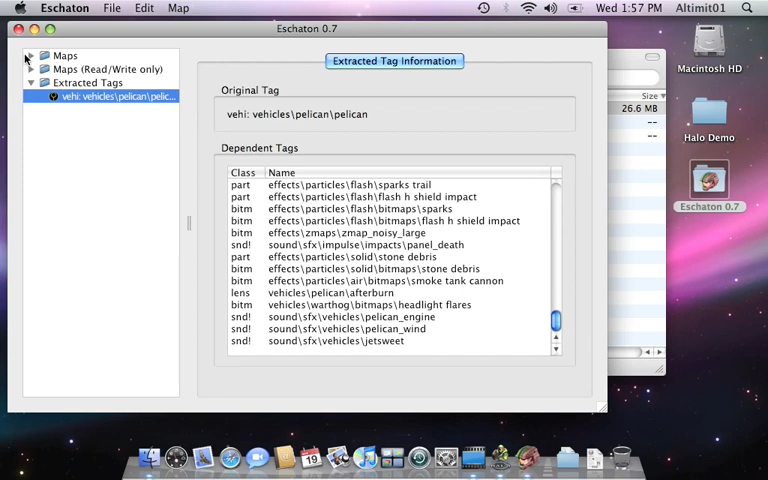 Eschaton File Edit Map Wed 1:57 PM Altimit01
Eschaton 0.7
Maps
Maps (Read/Write only)
Extracted Tags
vehi: vehicles\pelican\pelic...
Extracted Tag Information
Original Tag
vehi: vehicles\pelican\pelican
Dependent Tags
Class Name
part effects\particles\flash\sparks trail
part effects\particles\flash\flash h shield impact
bitm effects\particles\flash\bitmaps\sparks
bitm effects\particles\flash\bitmaps\flash h shield impact
bitm effects\zmaps\zmap_noisy_large
snd! sound\sfx\impulse\impacts\panel_death
part effects\particles\solid\stone debris
bitm effects\particles\solid\bitmaps\stone debris
bitm effects\particles\air\bitmaps\smoke tank cannon
lens vehicles\pelican\afterburn
bitm vehicles\warthog\bitmaps\headlight flares
snd! sound\sfx\vehicles\pelican_engine
snd! sound\sfx\vehicles\pelican_wind
snd! sound\sfx\vehicles\jetsweet
Size
26.6 MB
--
--
Macintosh HD
Halo Demo
Eschaton 0.7
19